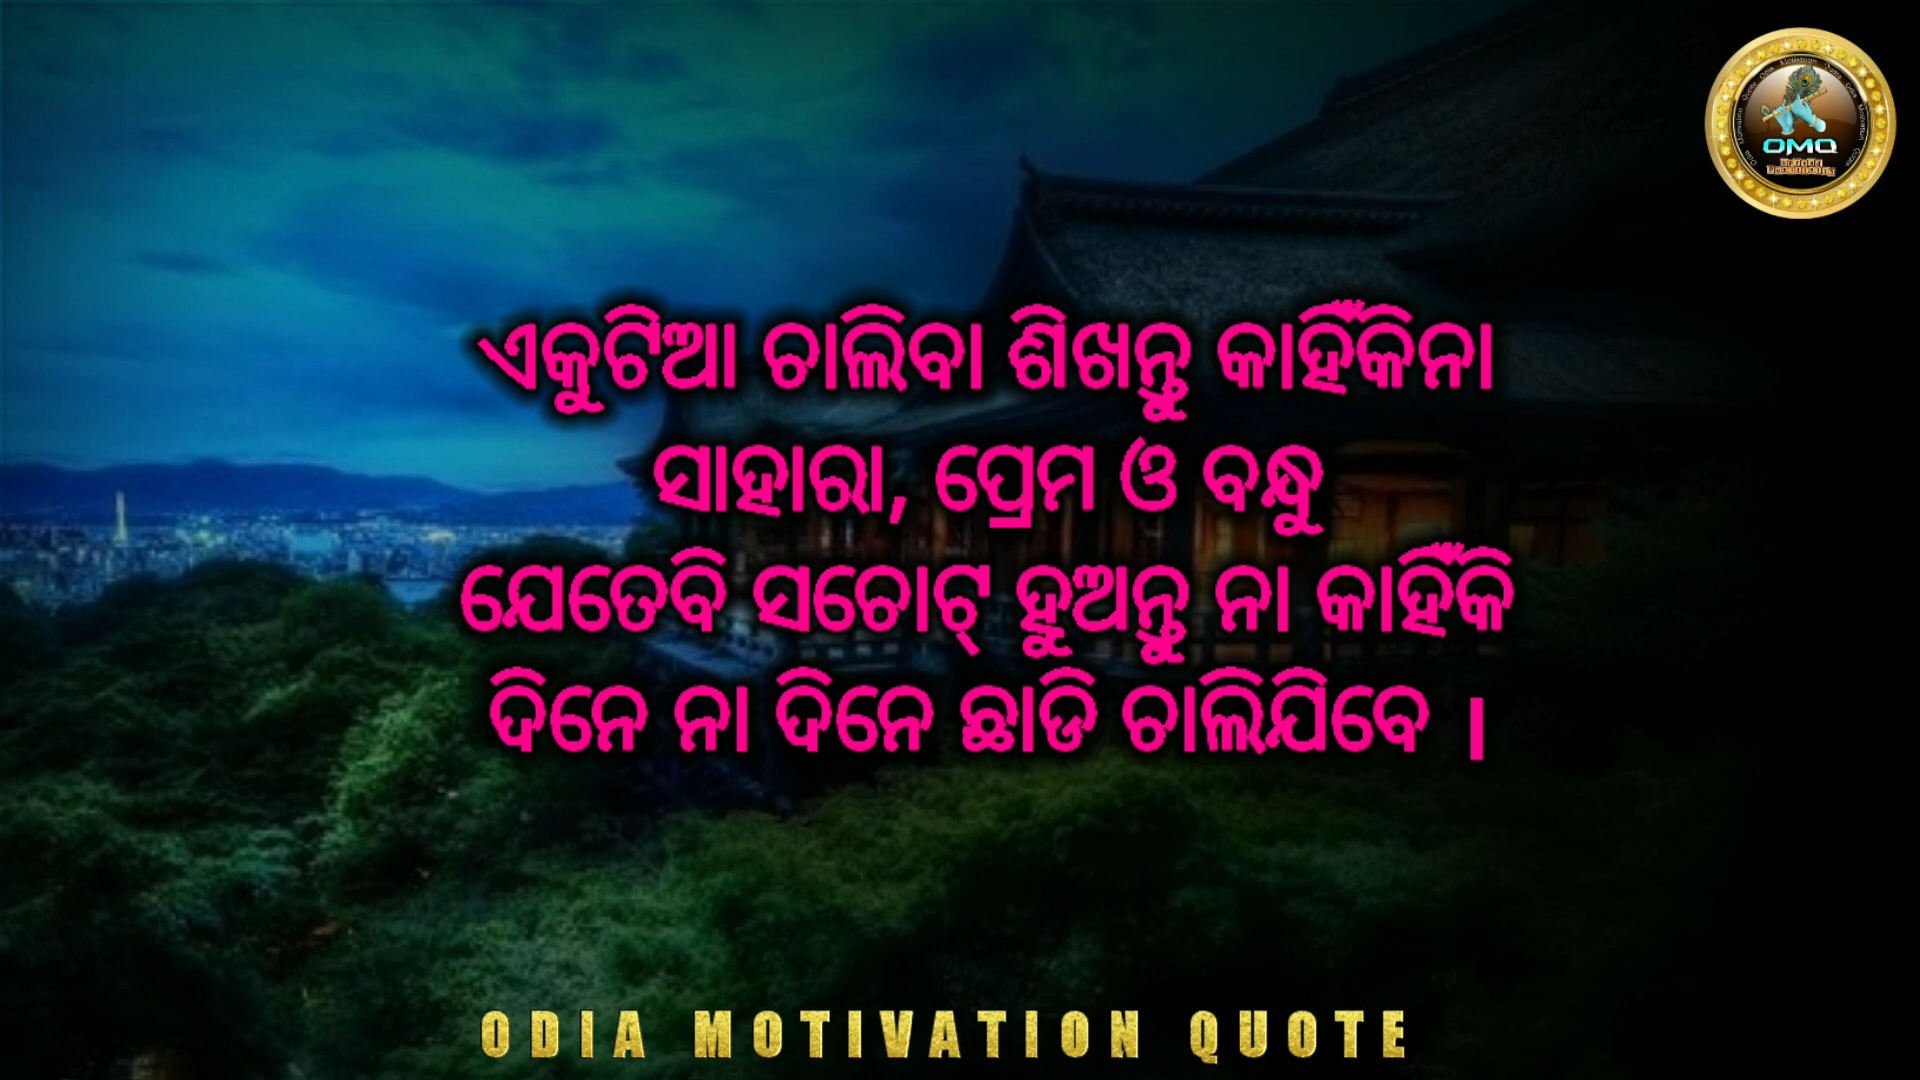 OMQ
ଏକୁଟିଆ ଚାଲିବା ଶିଖନ୍ତୁ କାହିଁକିନା
ସାହାରା, ପ୍ରେମ ଓ ବନ୍ଧୁ
ଯେତେବି ସଚୋଟ୍ ହୁଅନ୍ତୁ ନା କାହିଁକି
ଦିନେ ନା ଦିନେ ଛାଡି ଚାଲିଯିବେ |
ODIA MOTIVATION QUOTE